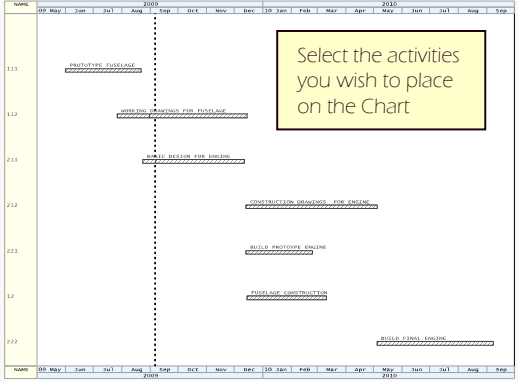 NAME 2009 2010
09 May Jun Jul Aug Sep Oct Nov Dec 10 Jan Feb Mar Apr May Jun Jul Aug Sep
Select the activities
you wish to place
on the Chart
111 PROTOTYPE FUSELAGE
112 WORKING DRAWINGS FOR FUSELAGE
211 BASIC DESIGN FOR ENGINE
212 CONSTRUCTION DRAWINGS FOR ENGINE
221 BUILD PROTOYPE ENGINE
12 FUSELAGE CONSTRUCTION
222 BUILD FINAL ENGINE
NAME 09 May Jun Jul Aug Sep Oct Nov Dec 10 Jan Feb Mar Apr May Jun Jul Aug Sep
2009 2010